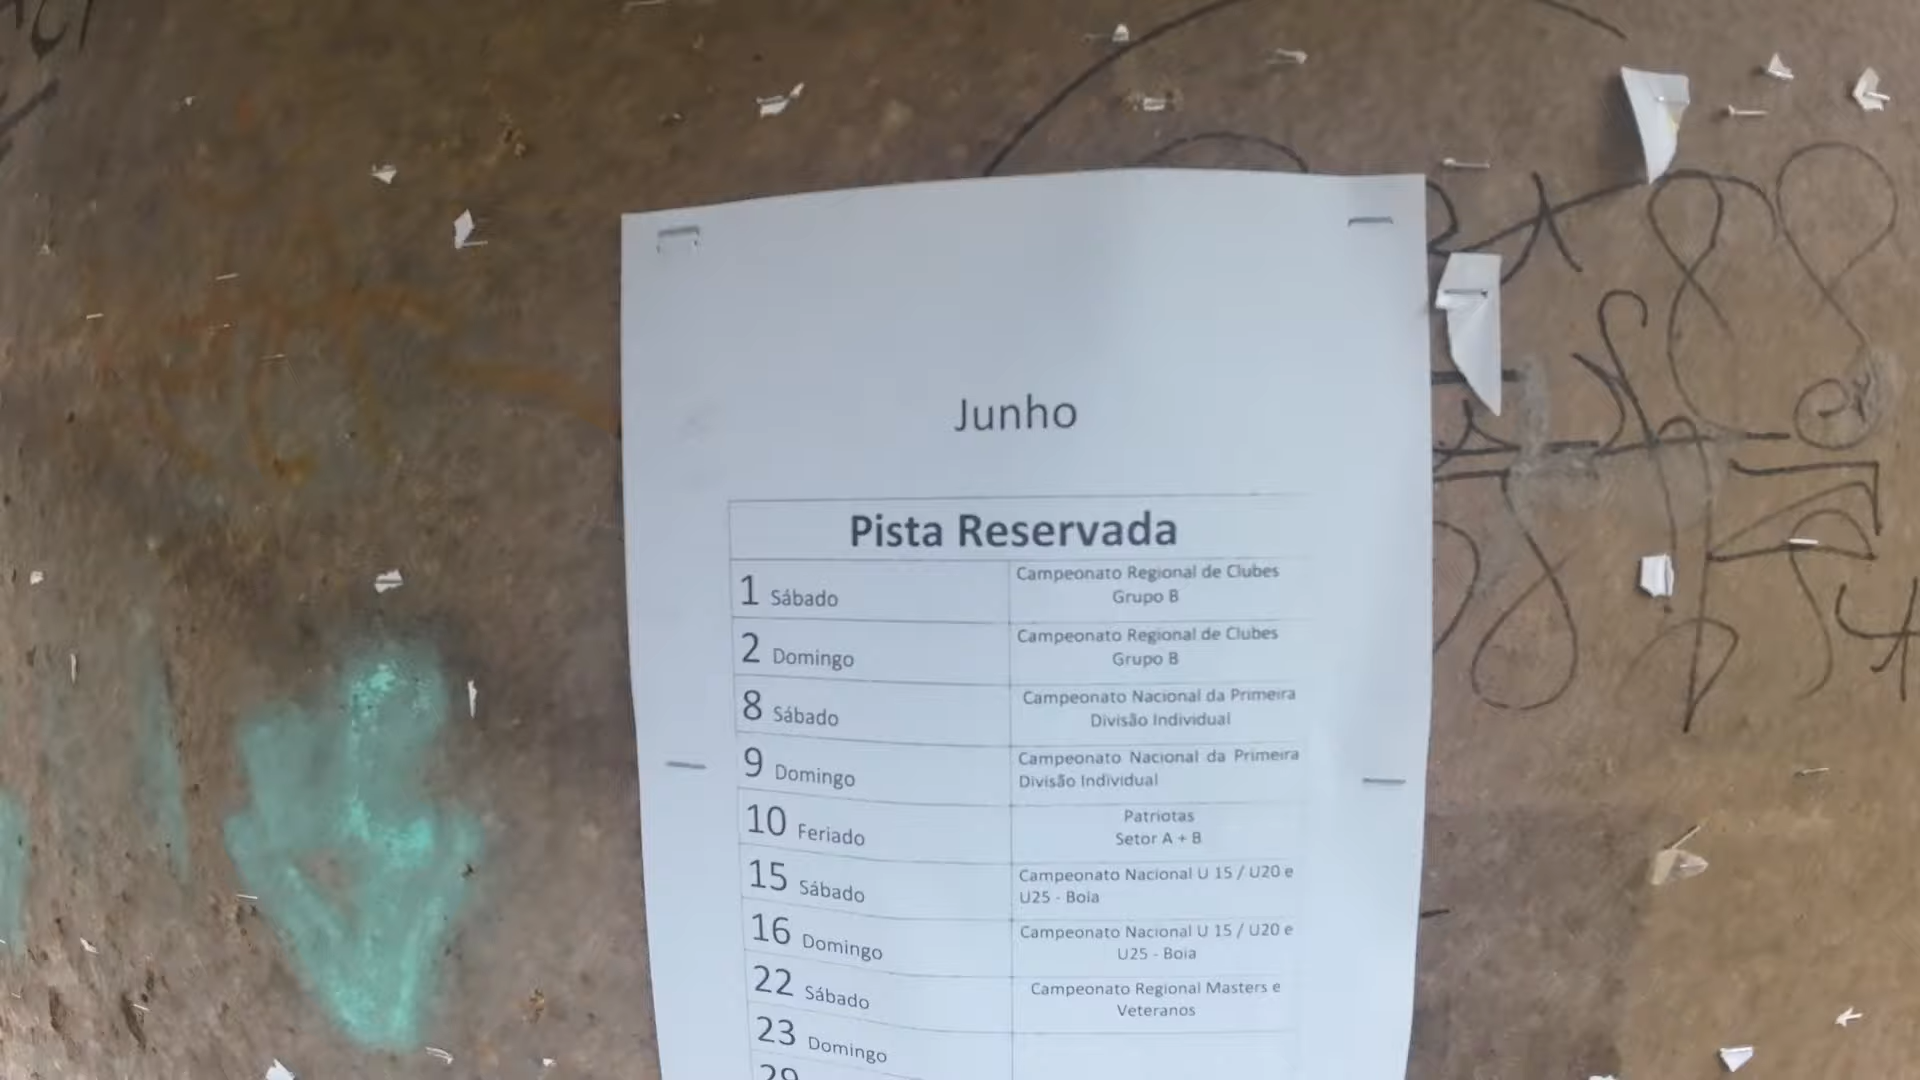 Junho
Pista Reservada
1 Sábado
Campeonato Regional de Clubes
Grupo B
2 Domingo
Campeonato Regional de Clubes
Grupo B
8 Sábado
Campeonato Nacional da Primeira
Divisão Individual
9 Domingo
Campeonato Nacional da Primeira
Divisão Individual
10 Feriado
Patriotas
Setor A + B
15 Sábado
Campeonato Nacional U 15 / U20 e
U25 - Boia
16 Domingo
Campeonato Nacional U 15 / U20 e
U25 - Boia
22 Sábado
Campeonato Regional Masters e
Veteranos
23 Domingo